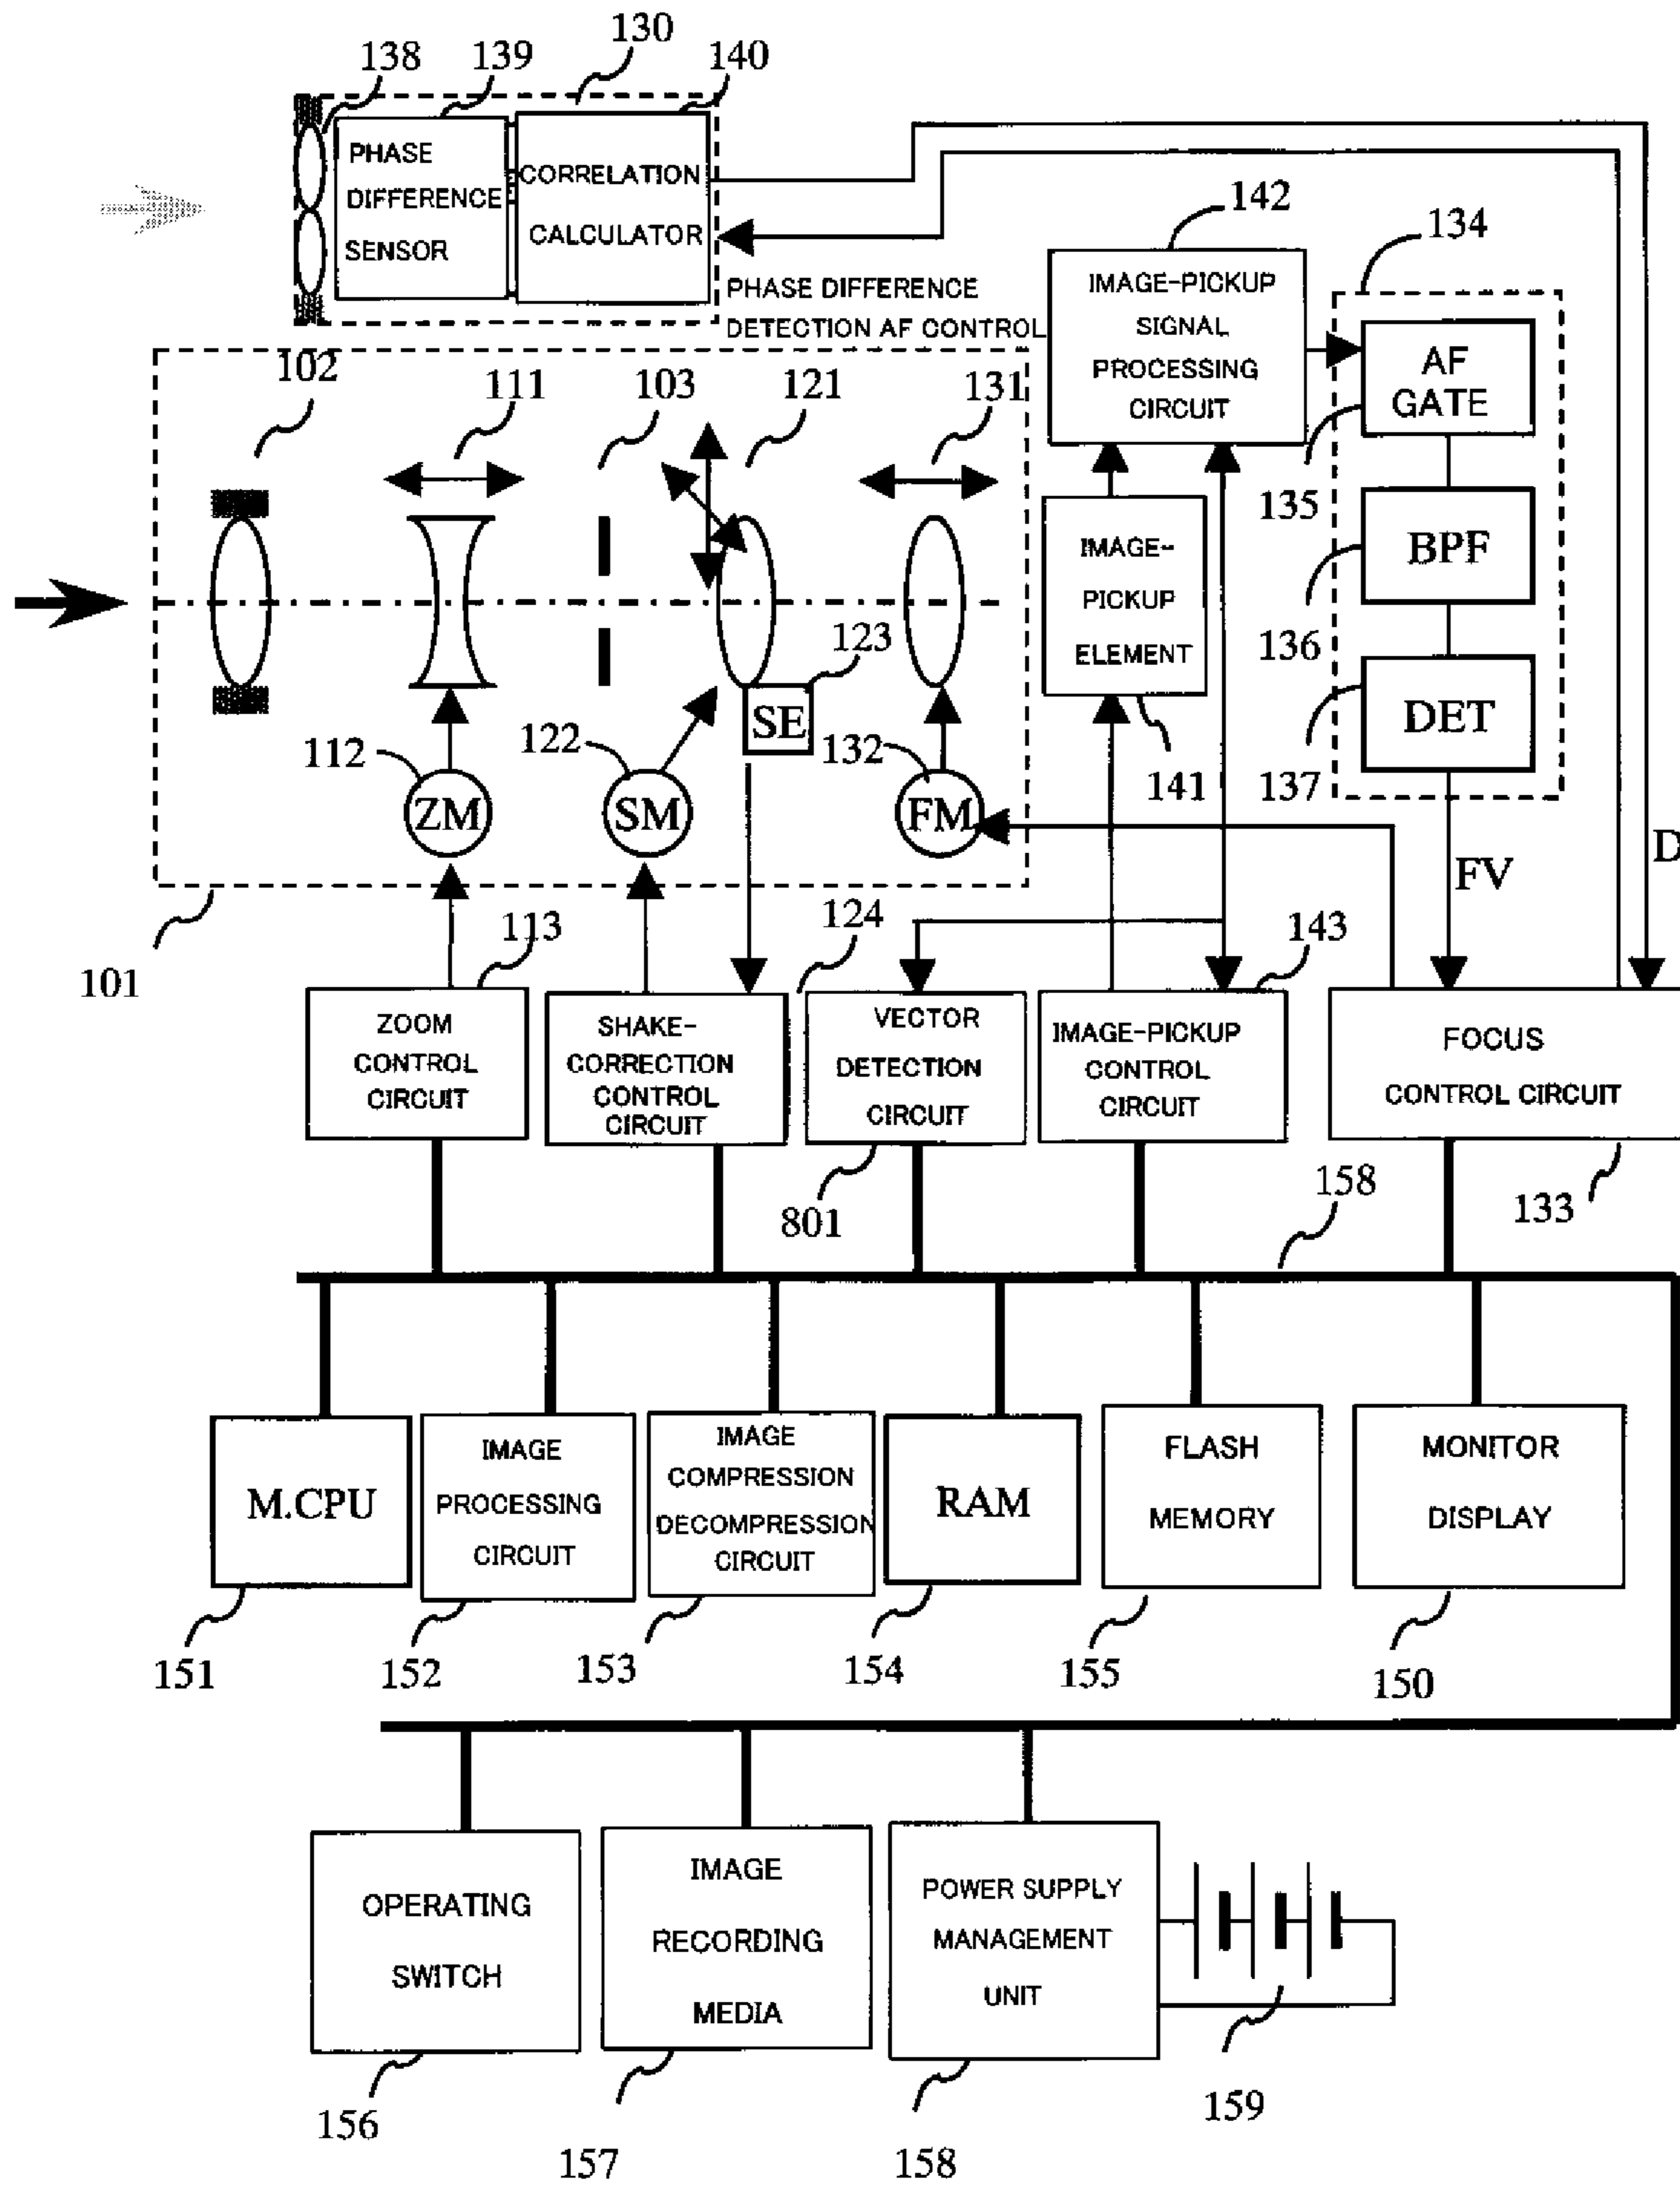 130
138
139
140
PHASE
DIFFERENCE
SENSOR
CORRELATION
CALCULATOR
PHASE DIFFERENCE
DETECTION AF CONTROL
142
IMAGE-PICKUP
SIGNAL
PROCESSING
CIRCUIT
134
AF
GATE
135
BPF
136
DET
137
102
111
103
121
131
IMAGE-
PICKUP
ELEMENT
141
123
SE
112
ZM
122
SM
132
FM
FV
D
101
113
124
143
ZOOM
CONTROL
CIRCUIT
SHAKE-
CORRECTION
CONTROL
CIRCUIT
VECTOR
DETECTION
CIRCUIT
IMAGE-PICKUP
CONTROL
CIRCUIT
FOCUS
CONTROL CIRCUIT
801
158
133
M.CPU
IMAGE
PROCESSING
CIRCUIT
IMAGE
COMPRESSION
DECOMPRESSION
CIRCUIT
RAM
FLASH
MEMORY
MONITOR
DISPLAY
151
152
153
154
155
150
OPERATING
SWITCH
IMAGE
RECORDING
MEDIA
POWER SUPPLY
MANAGEMENT
UNIT
156
157
158
159